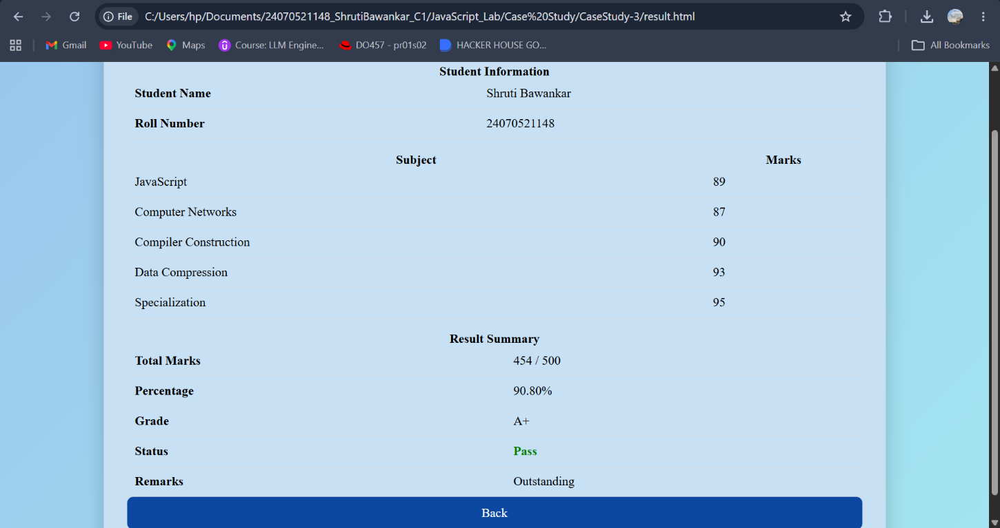 File C:/Users/hp/Documents/24070521148_ShrutiBawankar_C1/JavaScript_Lab/Case%20Study/CaseStudy-3/result.html
Gmail YouTube Maps Course: LLM Engine... DO457 - pr01s02 HACKER HOUSE GO... All Bookmarks
Student Information
Student Name Shruti Bawankar
Roll Number 24070521148
Subject Marks
JavaScript 89
Computer Networks 87
Compiler Construction 90
Data Compression 93
Specialization 95
Result Summary
Total Marks 454 / 500
Percentage 90.80%
Grade A+
Status Pass
Remarks Outstanding
Back